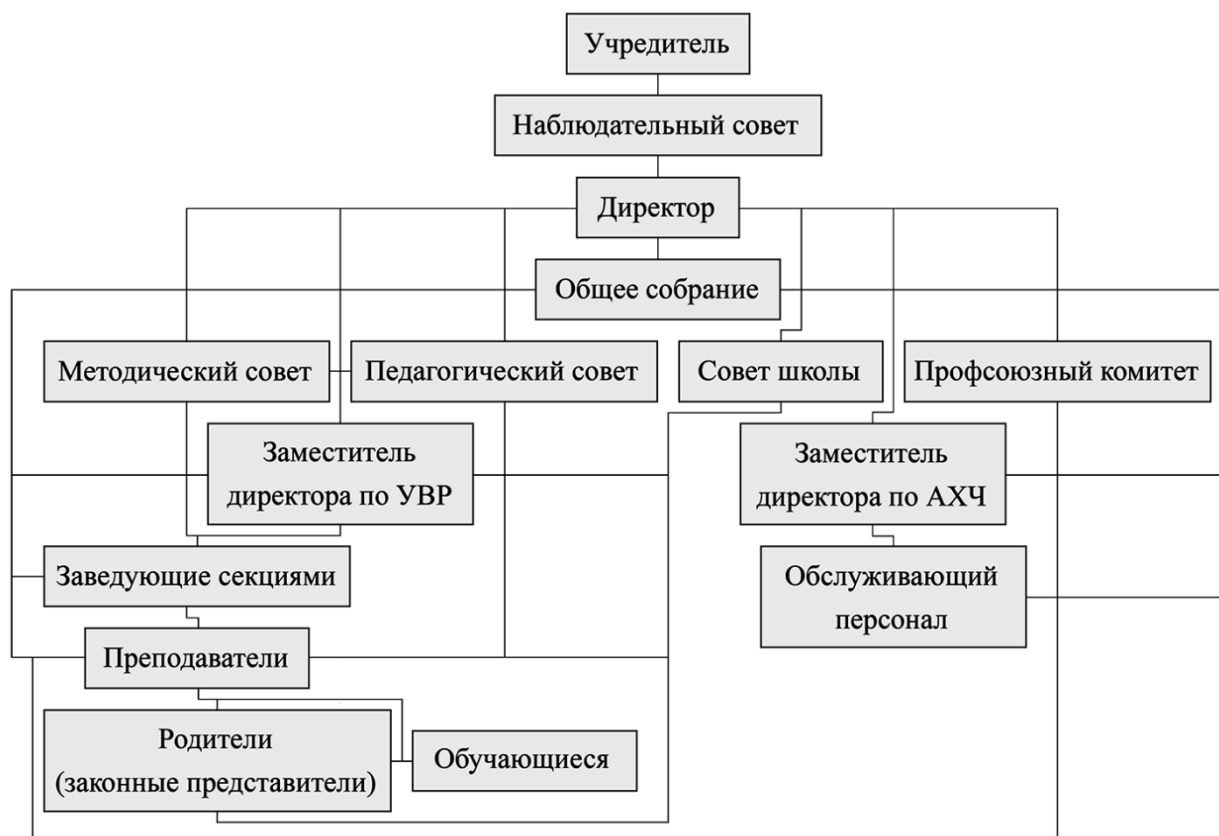 Учредитель
Наблюдательный совет
Директор
Общее собрание
Методический совет
Педагогический совет
Совет школы
Профсоюзный комитет
Заместитель
директора по УВР
Заместитель
директора по АХЧ
Заведующие секциями
Обслуживающий
персонал
Преподаватели
Родители
(законные представители)
Обучающиеся